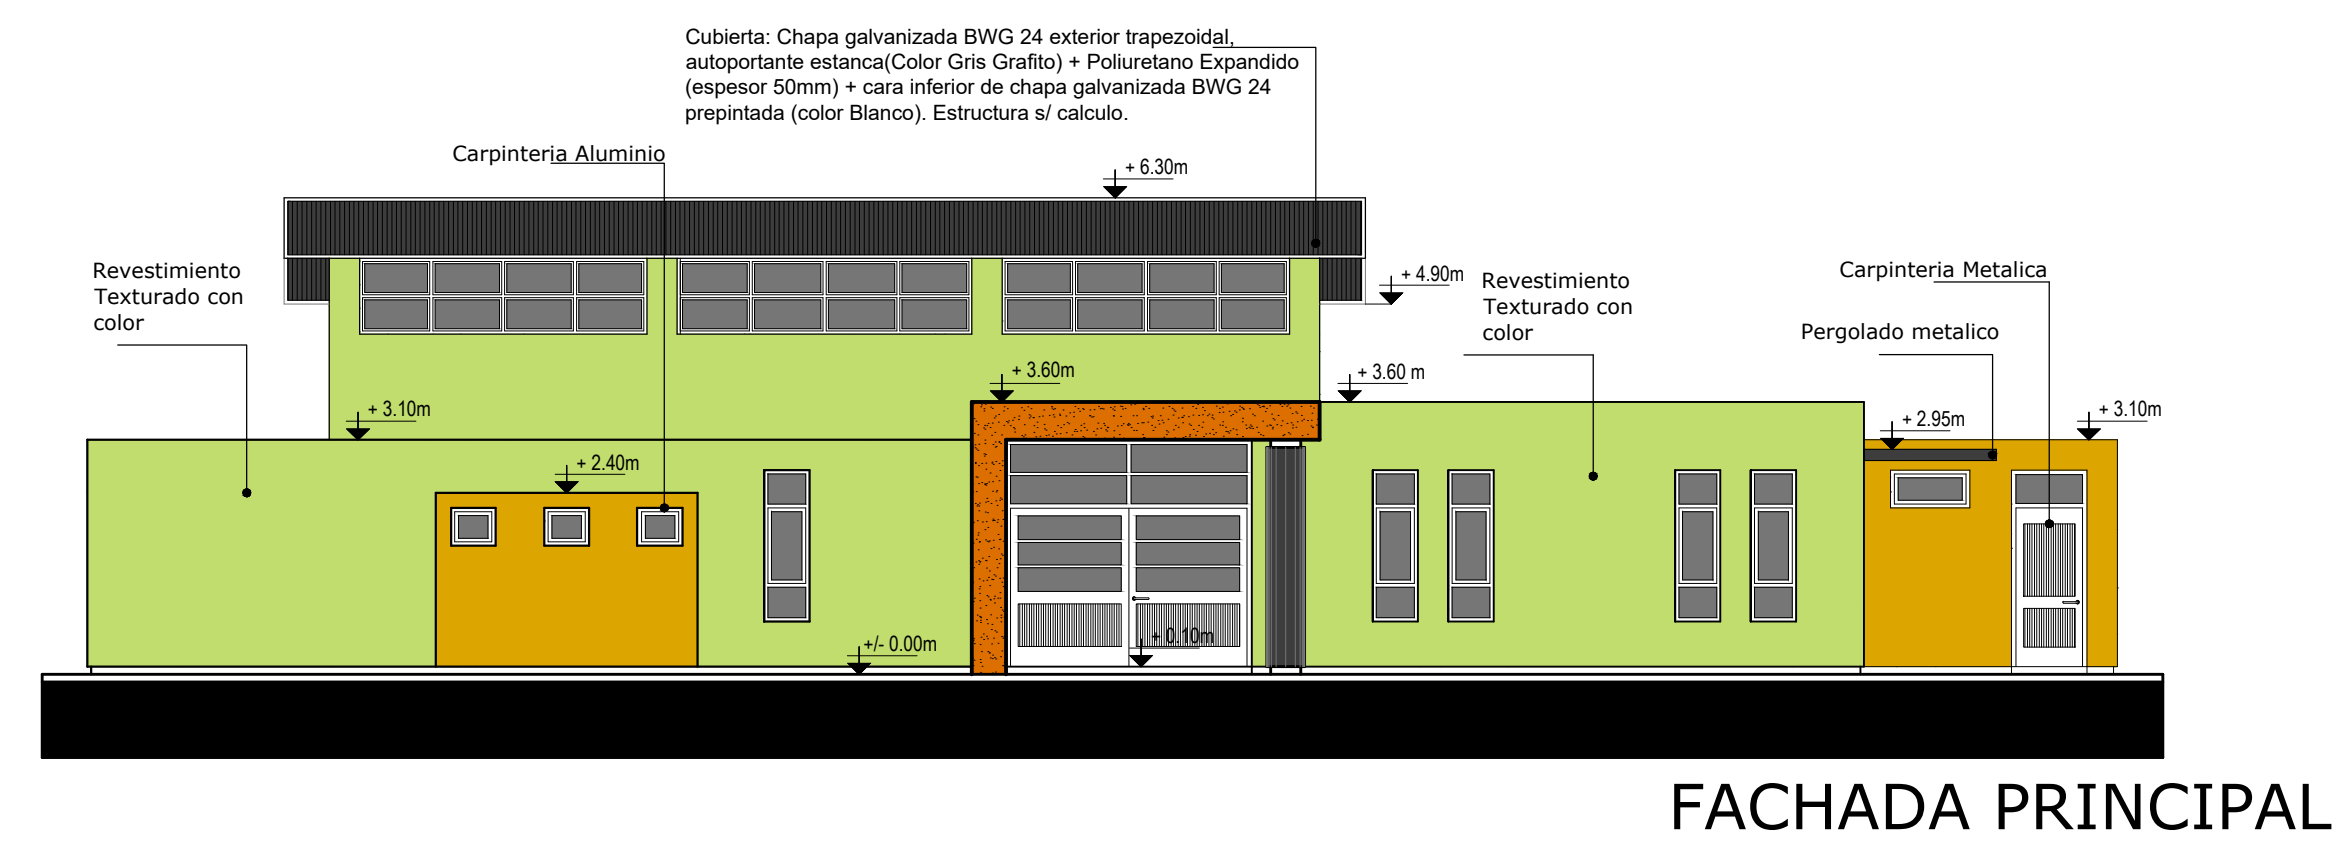 Cubierta: Chapa galvanizada BWG 24 exterior trapezoidal,
autoportante estanca(Color Gris Grafito) + Poliuretano Expandido
(espesor 50mm) + cara inferior de chapa galvanizada BWG 24
prepintada (color Blanco). Estructura s/ calculo.
Carpinteria Aluminio
+ 6.30m
Revestimiento
Texturado con
color
+ 4.90m
Revestimiento
Texturado con
color
Carpinteria Metalica
Pergolado metalico
+ 3.10m
+ 3.60m
+ 3.60 m
+ 2.95m
+ 3.10m
+ 2.40m
+/- 0.00m
+ 0.10m
FACHADA PRINCIPAL